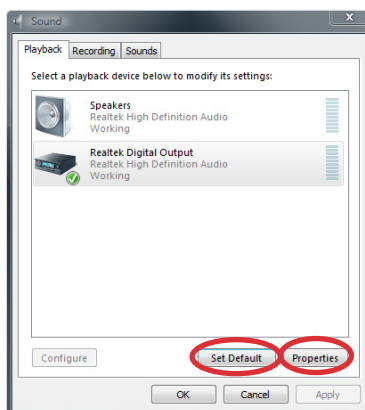 Sound
Playback Recording Sounds
Select a playback device below to modify its settings:
Speakers
Realtek High Definition Audio
Working
Realtek Digital Output
Realtek High Definition Audio
Working
Configure Set Default Properties
OK Cancel Apply